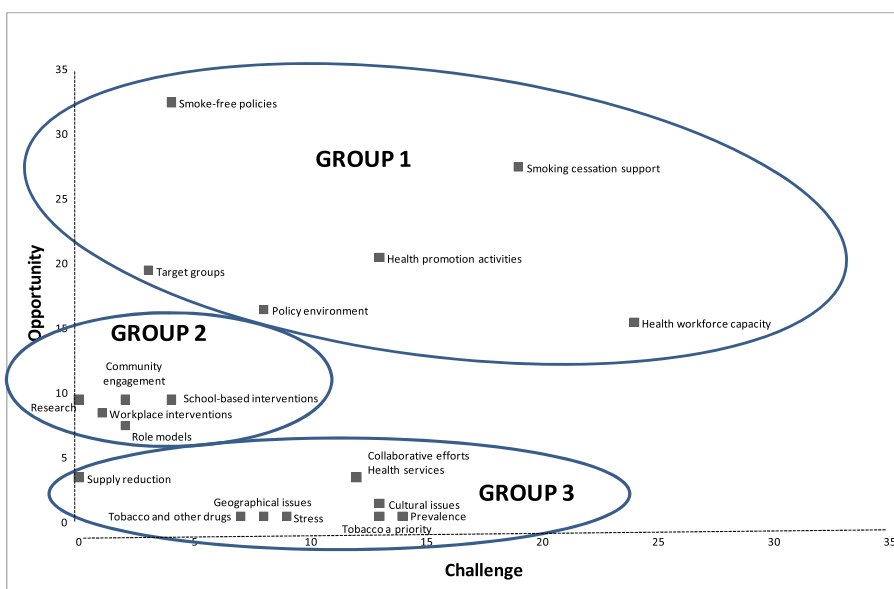 35
Smoke-free policies
30
GROUP 1
Smoking cessation support
25
20
Health promotion activities
Target groups
Opportunity
Policy environment
15
Health workforce capacity
GROUP 2
Community
engagement
10
School-based interventions
Research
Workplace interventions
Role models
5
Collaborative efforts
Health services
Supply reduction
GROUP 3
Geographical issues
Cultural issues
Tobacco and other drugs
Stress
Prevalence
0
Tobacco a priority
0 5 10 15 20 25 30 35
Challenge